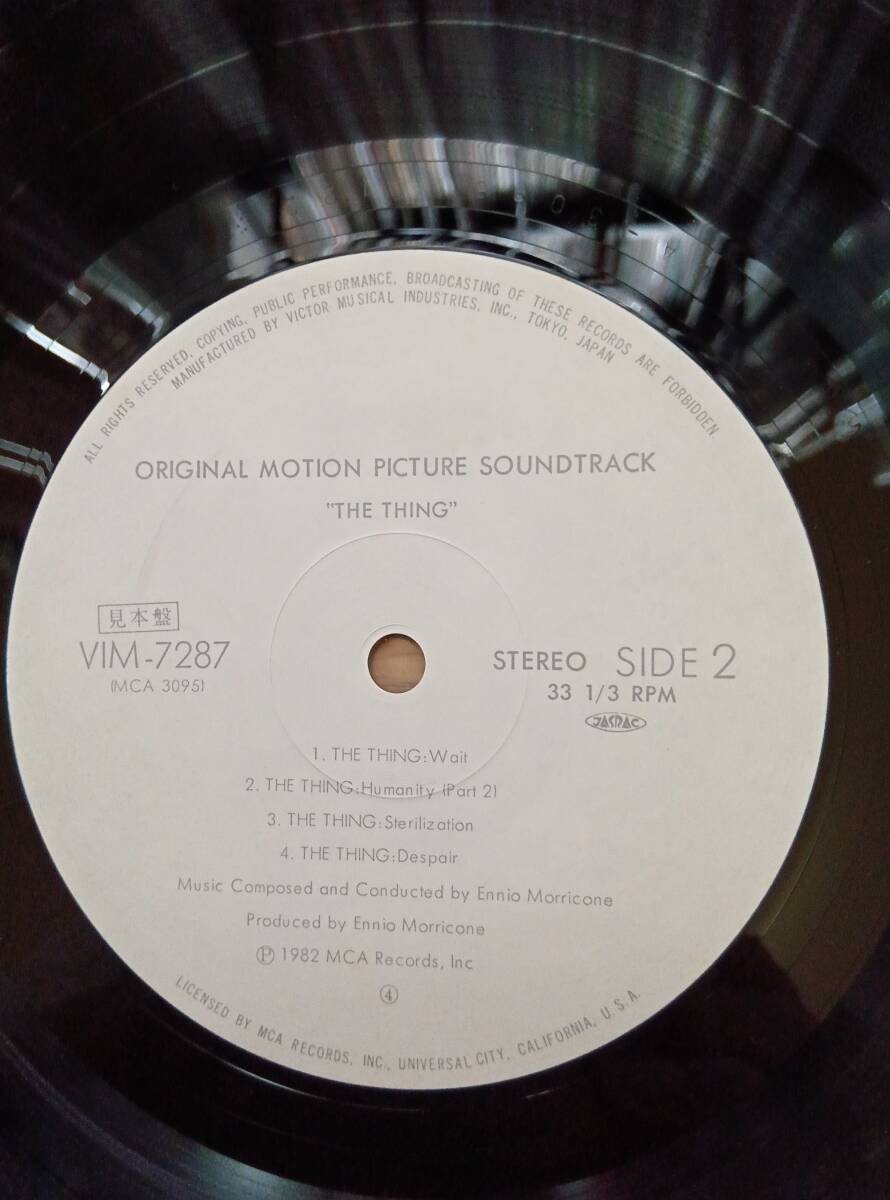 ALL RIGHTS RESERVED, COPYING, PUBLIC PERFORMANCE, BROADCASTING OF THESE RECORDS ARE FORBIDDEN.
MANUFACTURED BY VICTOR MUSICAL INDUSTRIES, INC., TOKYO, JAPAN
ORIGINAL MOTION PICTURE SOUNDTRACK
"THE THING"
見本盤
VIM-7287
(MCA 3095)
STEREO SIDE 2
33 1/3 RPM
JASRAC
1. THE THING:Wait
2. THE THING:Humanity (Part 2)
3. THE THING:Sterilization
4. THE THING:Despair
Music Composed and Conducted by Ennio Morricone
Produced by Ennio Morricone
Ⓟ 1982 MCA Records, Inc
④
LICENSED BY MCA RECORDS, INC., UNIVERSAL CITY, CALIFORNIA, U.S.A.